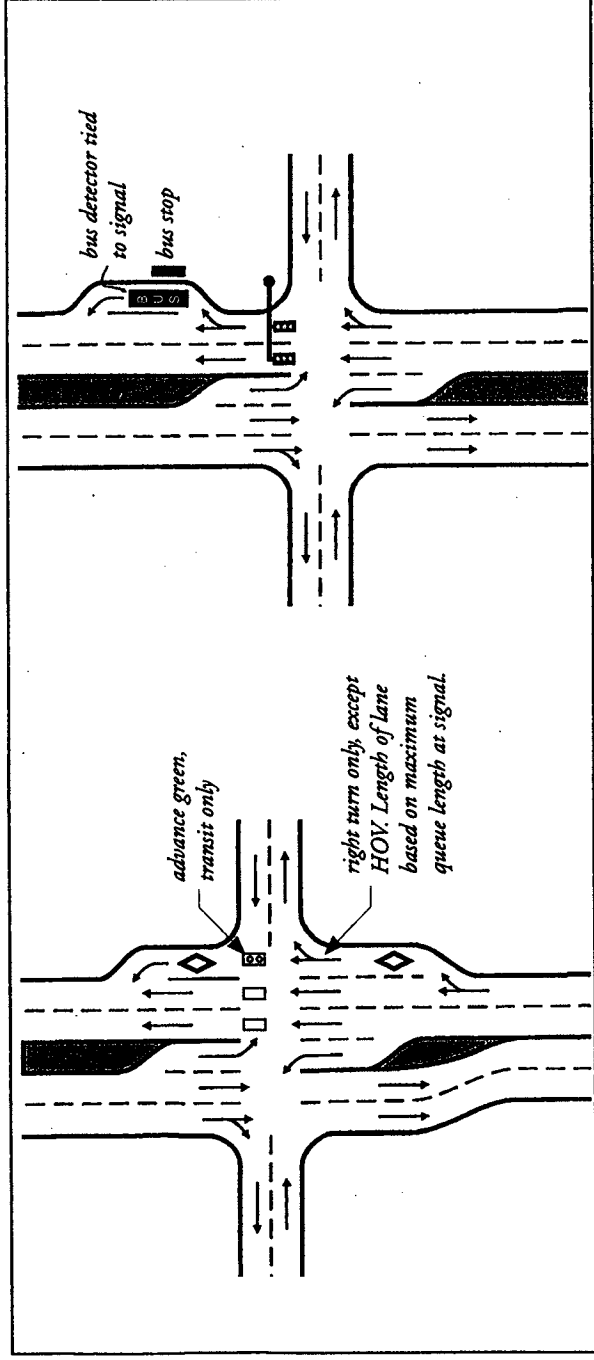 advance green,
transit only
right turn only, except
HOV. Length of lane
based on maximum
queue length at signal.
bus detector tied
to signal
BUS
bus stop